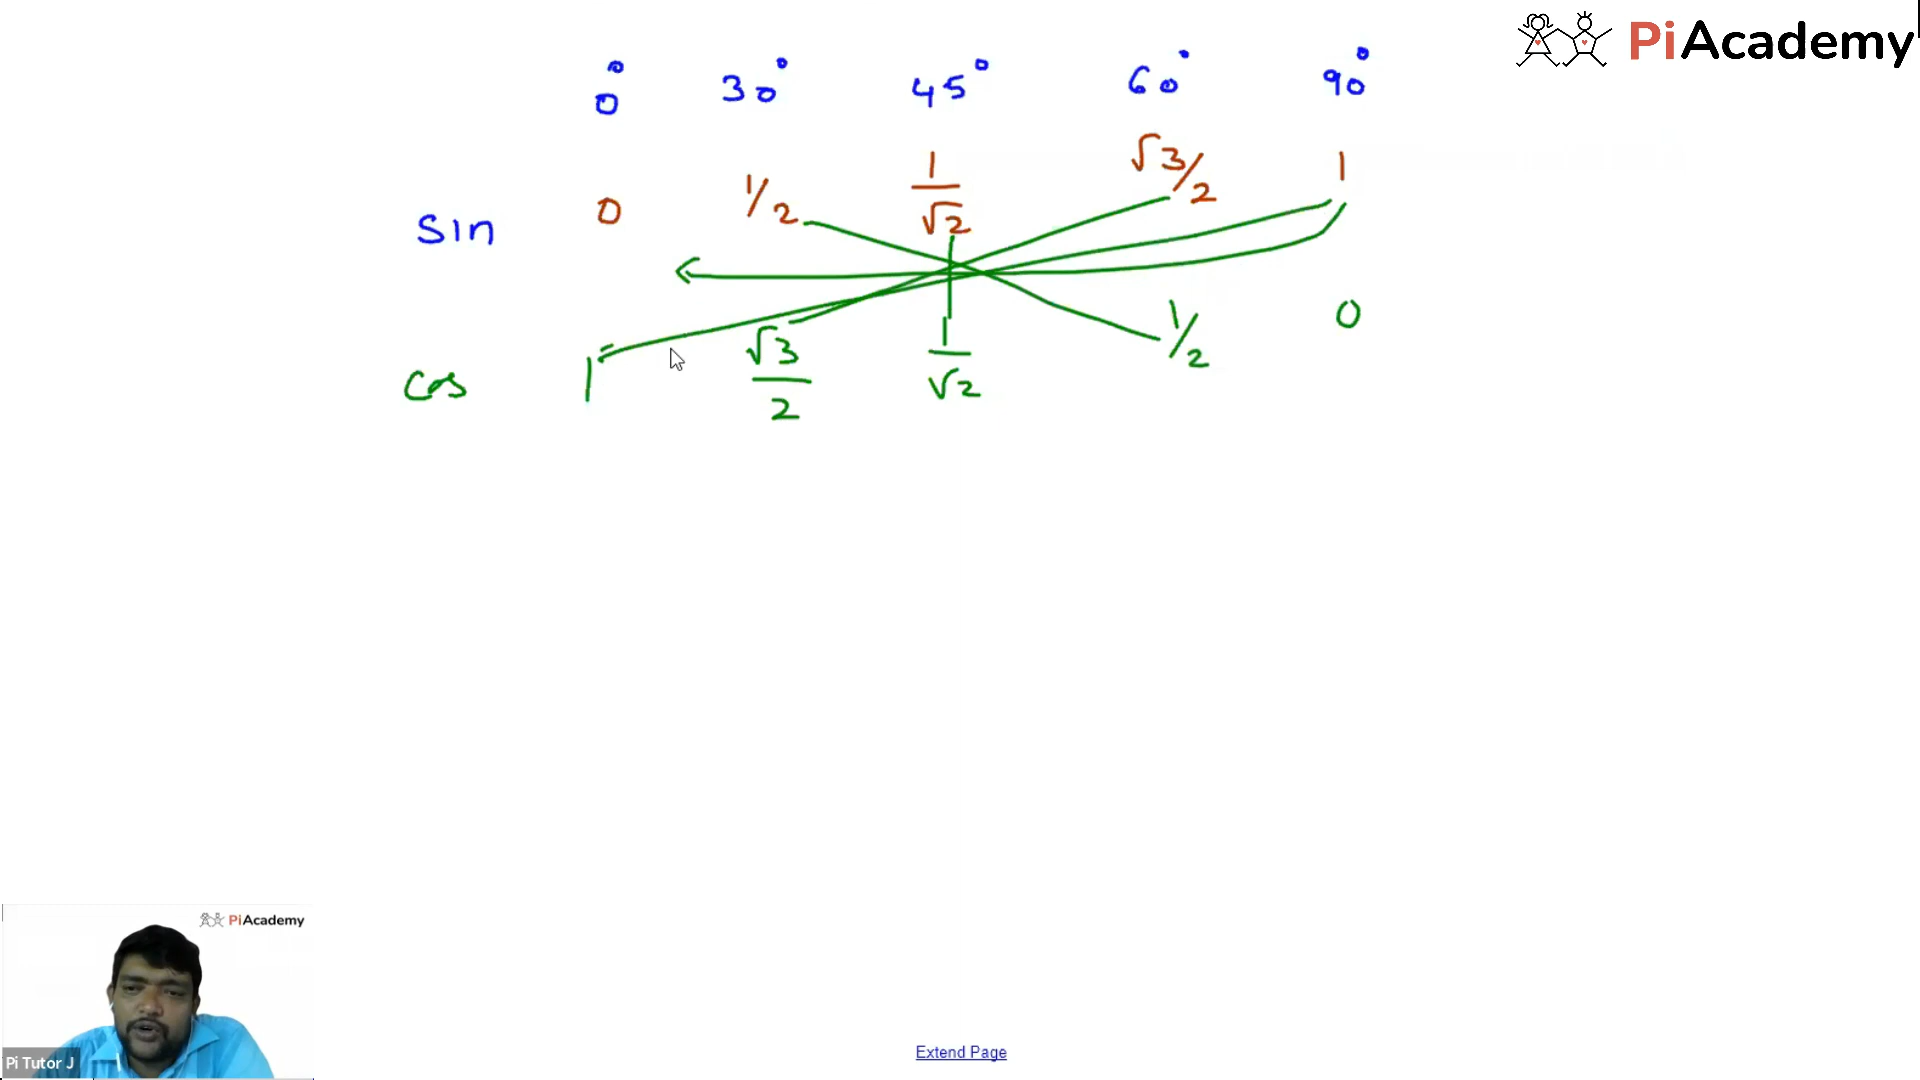 PiAcademy
0° 30° 45° 60° 90°
Sin 0 1/2 1/√2 √3/2 1
Cos 1 √3/2 1/√2 1/2 0
PiAcademy
Pi Tutor J
Extend Page